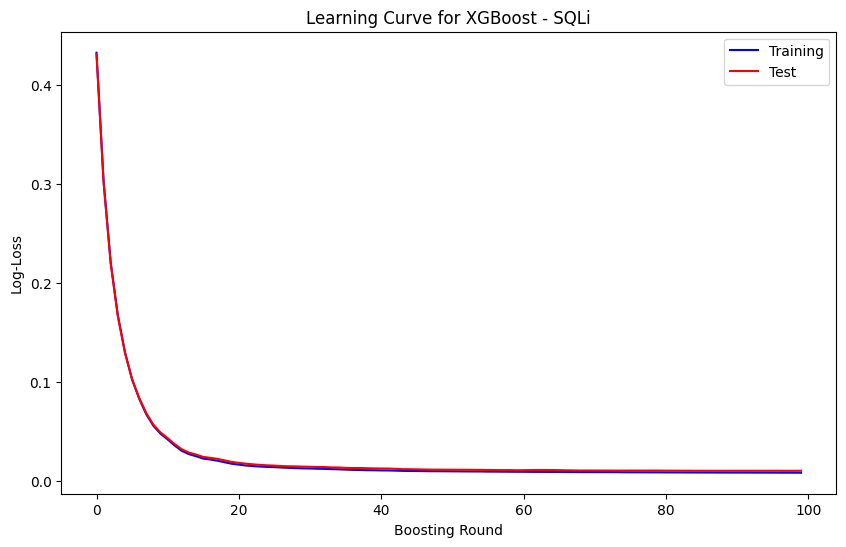 Learning Curve for XGBoost - SQLi
Training
Test
Log-Loss
0.4
0.3
0.2
0.1
0.0
0 20 40 60 80 100
Boosting Round